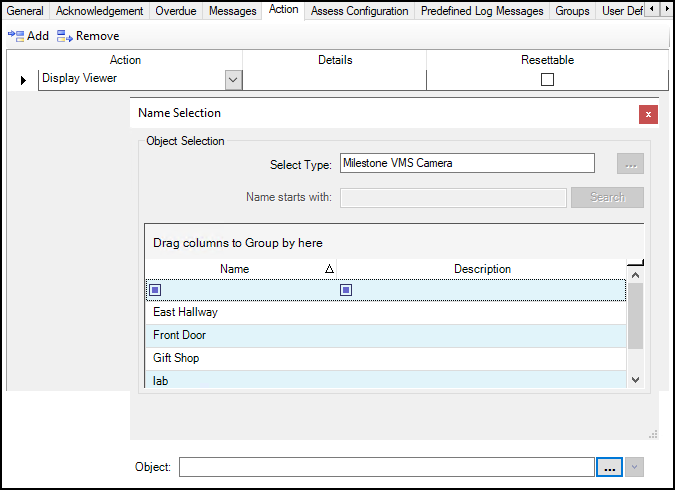 General Acknowledgement Overdue Messages Action Assess Configuration Predefined Log Messages Groups User Def
Add Remove
Action Details Resettable
Display Viewer
Name Selection x
Object Selection
Select Type: Milestone VMS Camera ...
Name starts with: Search
Drag columns to Group by here
Name Description
East Hallway
Front Door
Gift Shop
lab
Object: ...